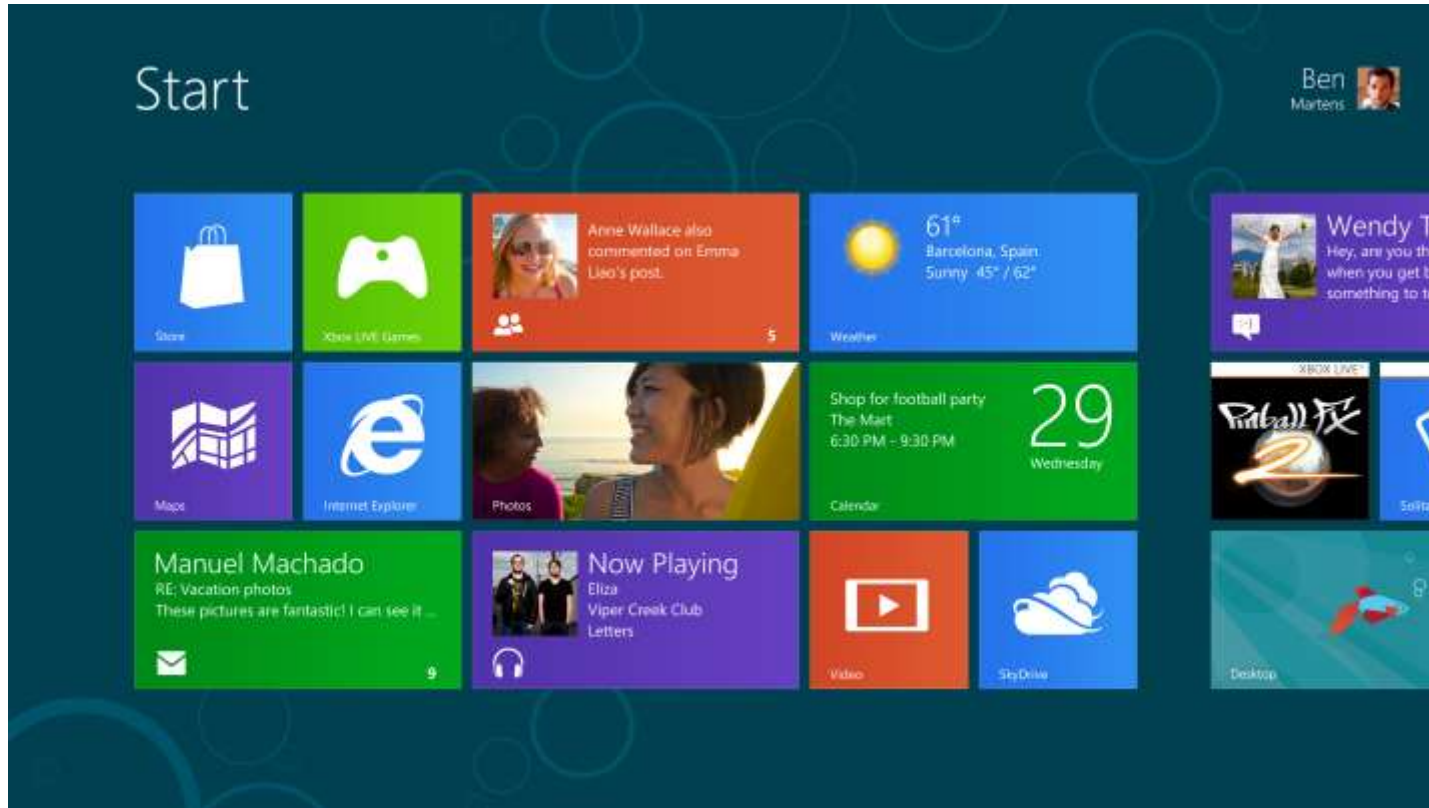 Start
Ben
Martens
Store
Xbox LIVE Games
Anne Wallace also
commented on Emma
Liao's post.
5
61°
Barcelona, Spain
Sunny 45° / 62°
Weather
Wendy T
Hey, are you th
when you get b
something to t
:-)
Maps
Internet Explorer
Photos
Shop for football party
The Mart
6:30 PM - 9:30 PM
29
Wednesday
Calendar
XBOX LIVE
Pinball FX
2
Solita
Manuel Machado
RE: Vacation photos
These pictures are fantastic! I can see it ...
9
Now Playing
Eliza
Viper Creek Club
Letters
Video
SkyDrive
Desktop